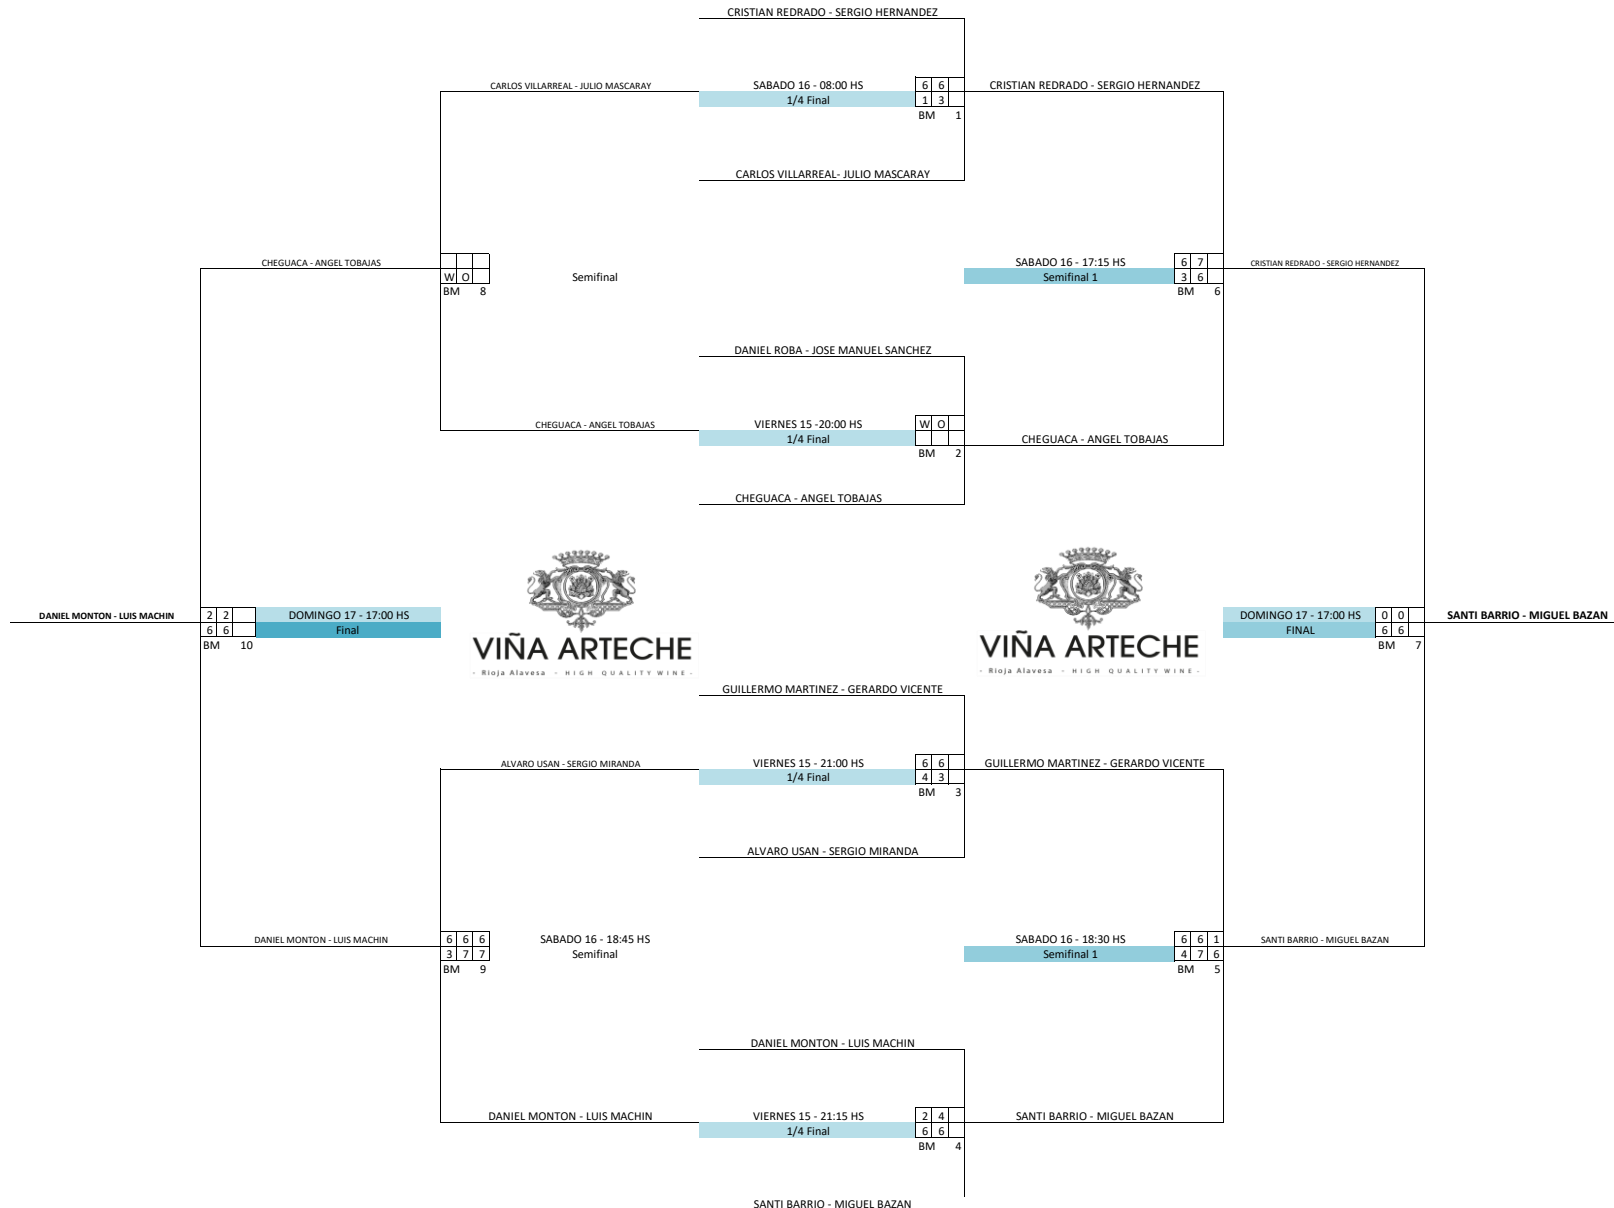 CRISTIAN REDRADO - SERGIO HERNANDEZ
CARLOS VILLARREAL - JULIO MASCARAY SABADO 16 - 08:00 HS 6 6 CRISTIAN REDRADO - SERGIO HERNANDEZ
1/4 Final 1 3
BM 1
CARLOS VILLARREAL- JULIO MASCARAY
CHEGUACA - ANGEL TOBAJAS SABADO 16 - 17:15 HS 6 7 CRISTIAN REDRADO - SERGIO HERNANDEZ
W O Semifinal Semifinal 1 3 6
BM 8 BM 6
DANIEL ROBA - JOSE MANUEL SANCHEZ
CHEGUACA - ANGEL TOBAJAS VIERNES 15 -20:00 HS W O
1/4 Final CHEGUACA - ANGEL TOBAJAS
BM 2
CHEGUACA - ANGEL TOBAJAS
DANIEL MONTON - LUIS MACHIN 2 2 DOMINGO 17 - 17:00 HS DOMINGO 17 - 17:00 HS 0 0 SANTI BARRIO - MIGUEL BAZAN
6 6 Final FINAL 6 6
BM 10 BM 7
VIÑA ARTECHE VIÑA ARTECHE
- Rioja Alavesa - HIGH QUALITY WINE - - Rioja Alavesa - HIGH QUALITY WINE -
GUILLERMO MARTINEZ - GERARDO VICENTE
ALVARO USAN - SERGIO MIRANDA VIERNES 15 - 21:00 HS 6 6 GUILLERMO MARTINEZ - GERARDO VICENTE
1/4 Final 4 3
BM 3
ALVARO USAN - SERGIO MIRANDA
DANIEL MONTON - LUIS MACHIN 6 6 6 SABADO 16 - 18:45 HS SABADO 16 - 18:30 HS 6 6 1 SANTI BARRIO - MIGUEL BAZAN
3 7 7 Semifinal Semifinal 1 4 7 6
BM 9 BM 5
DANIEL MONTON - LUIS MACHIN
DANIEL MONTON - LUIS MACHIN VIERNES 15 - 21:15 HS 2 4 SANTI BARRIO - MIGUEL BAZAN
1/4 Final 6 6
BM 4
SANTI BARRIO - MIGUEL BAZAN